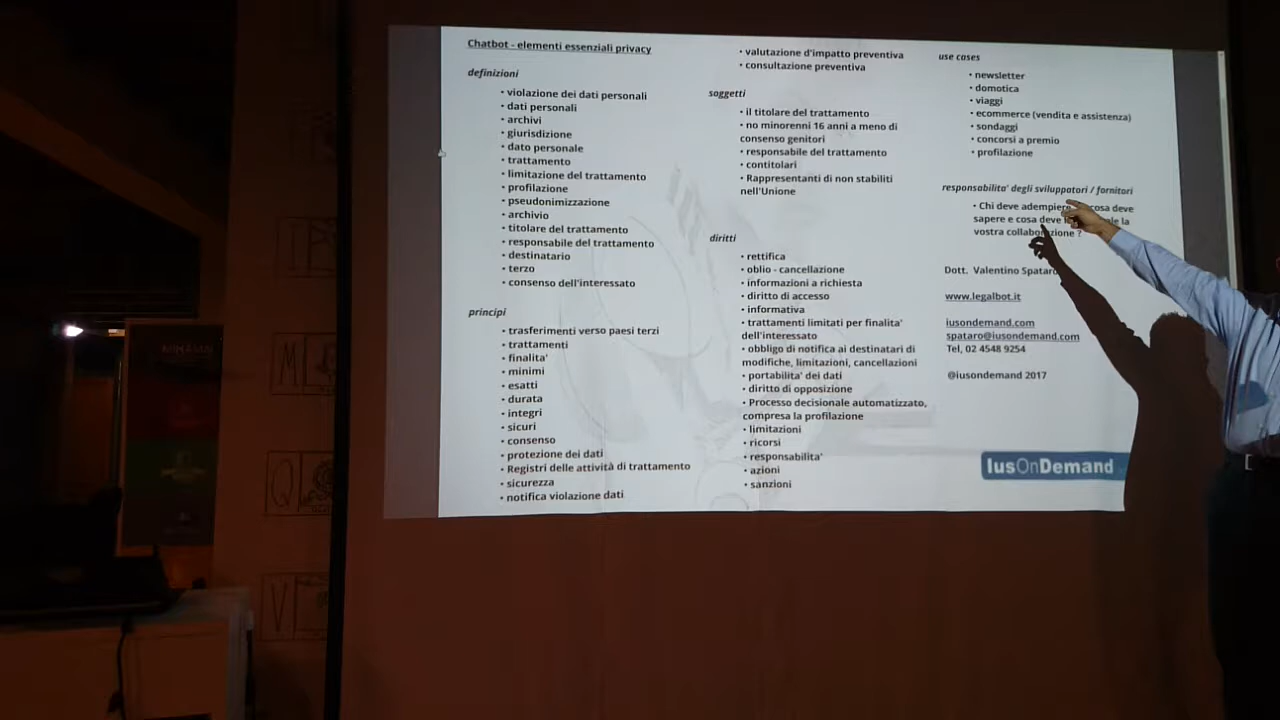 Chatbot - elementi essenziali privacy
definizioni
• violazione dei dati personali
• dati personali
• archivi
• giurisdizione
• dato personale
• trattamento
• limitazione del trattamento
• profilazione
• pseudonimizzazione
• archivio
• titolare del trattamento
• responsabile del trattamento
• destinatario
• terzo
• consenso dell'interessato
principi
• trasferimenti verso paesi terzi
• trattamenti
• finalita'
• minimi
• esatti
• durata
• integri
• sicuri
• consenso
• protezione dei dati
• Registri delle attività di trattamento
• sicurezza
• notifica violazione dati
• valutazione d'impatto preventiva
• consultazione preventiva
soggetti
• il titolare del trattamento
• no minorenni 16 anni a meno di
consenso genitori
• responsabile del trattamento
• contitolari
• Rappresentanti di non stabiliti
nell'Unione
diritti
• rettifica
• oblio - cancellazione
• informazioni a richiesta
• diritto di accesso
• informativa
• trattamenti limitati per finalita'
dell'interessato
• obbligo di notifica ai destinatari di
modifiche, limitazioni, cancellazioni
• portabilita' dei dati
• diritto di opposizione
• Processo decisionale automatizzato,
compresa la profilazione
• limitazioni
• ricorsi
• responsabilita'
• azioni
• sanzioni
use cases
• newsletter
• domotica
• viaggi
• ecommerce (vendita e assistenza)
• sondaggi
• concorsi a premio
• profilazione
responsabilita' degli sviluppatori / fornitori
• Chi deve adempiere cosa deve
sapere e cosa deve la
vostra collaborazione ?
Dott. Valentino Spataro
www.legalbot.it
iusondemand.com
spataro@iusondemand.com
Tel, 02 4548 9254
@iusondemand 2017
IusOnDemand
M
Q
V